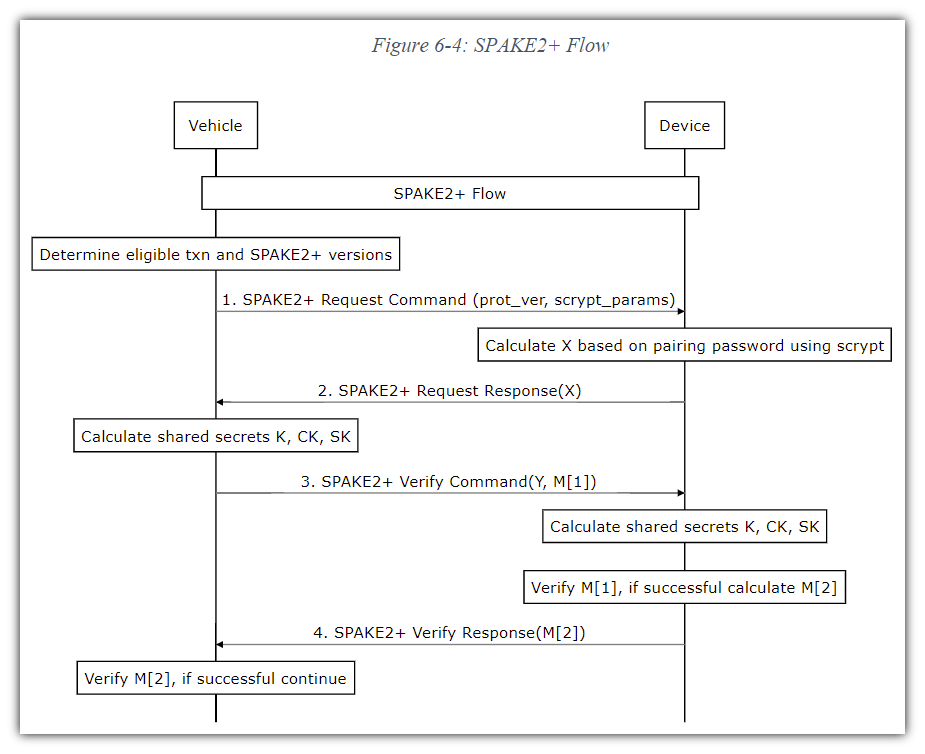 Figure 6-4: SPAKE2+ Flow
Vehicle
Device
SPAKE2+ Flow
Determine eligible txn and SPAKE2+ versions
1. SPAKE2+ Request Command (prot_ver, scrypt_params)
Calculate X based on pairing password using scrypt
2. SPAKE2+ Request Response(X)
Calculate shared secrets K, CK, SK
3. SPAKE2+ Verify Command(Y, M[1])
Calculate shared secrets K, CK, SK
Verify M[1], if successful calculate M[2]
4. SPAKE2+ Verify Response(M[2])
Verify M[2], if successful continue